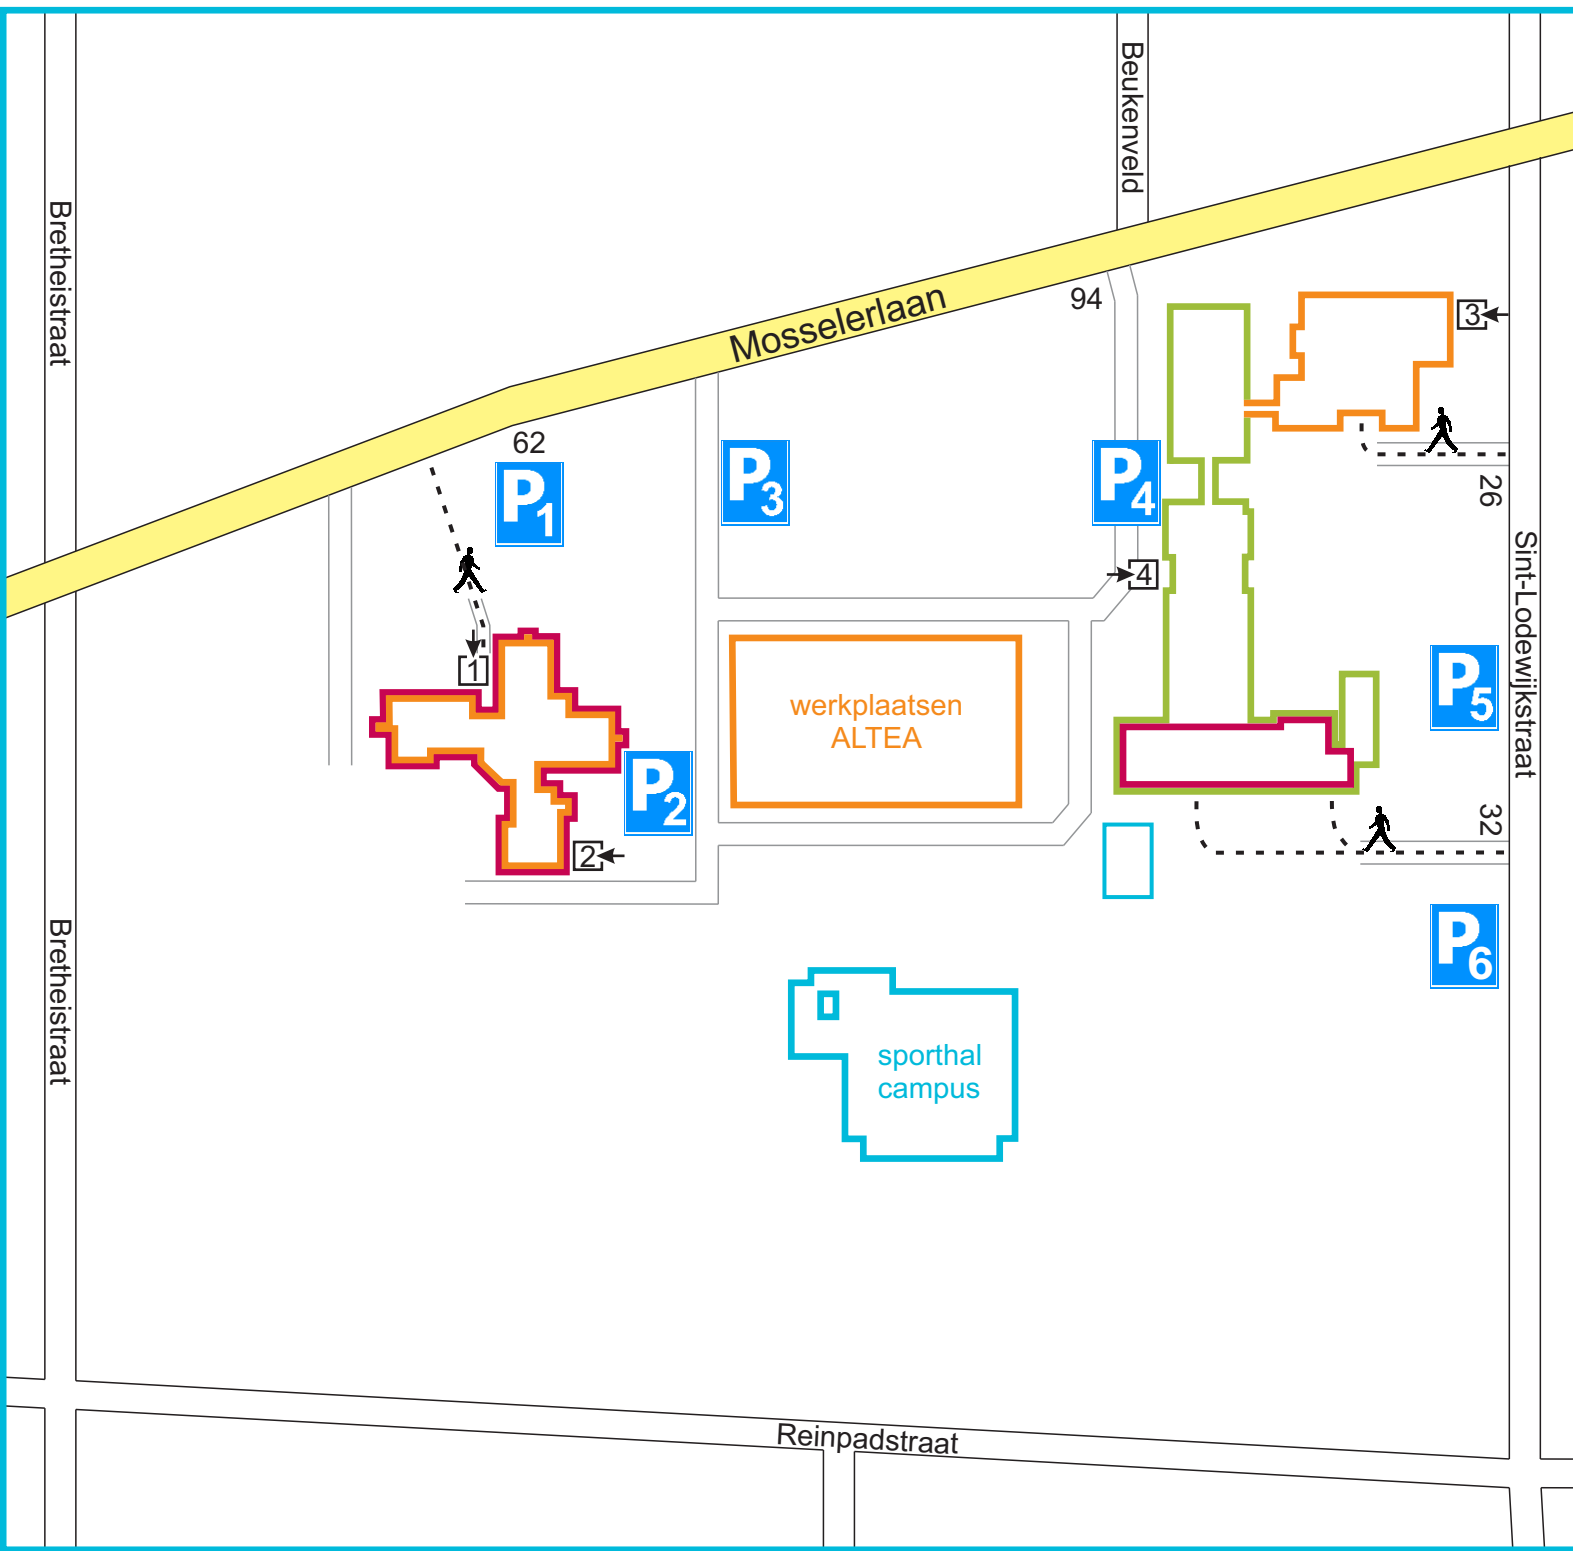 Beukenveld
Bretheistraat
Mosselerlaan
94
3
62
P1
P3
P4
26
Sint-Lodewijkstraat
4
1
P5
werkplaatsen
ALTEA
P2
32
2
Bretheistraat
P6
sporthal
campus
Reinpadstraat